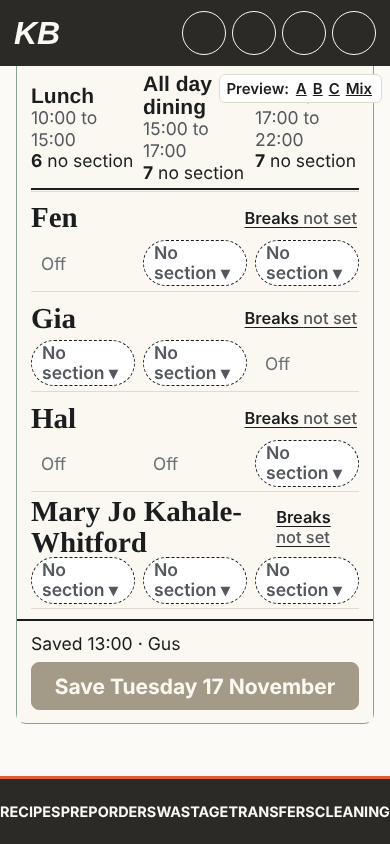 KB
Preview: A B C Mix
Lunch
10:00 to
15:00
6 no section
All day
dining
15:00 to
17:00
7 no section
17:00 to
22:00
7 no section
Fen
Breaks not set
Off
No
section ▾
No
section ▾
Gia
Breaks not set
No
section ▾
No
section ▾
Off
Hal
Breaks not set
Off
Off
No
section ▾
Mary Jo Kahale-
Whitford
Breaks
not set
No
section ▾
No
section ▾
No
section ▾
Saved 13:00 · Gus
Save Tuesday 17 November
RECIPESPREPORDERSWASTAGETRANSFERSCLEANING